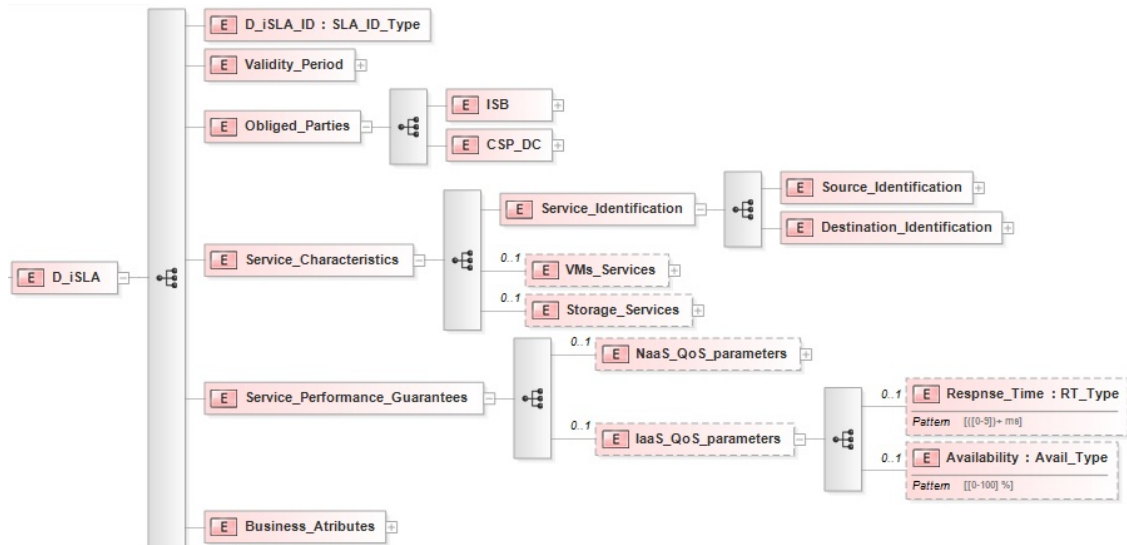 E D_iSLA_ID : SLA_ID_Type
E Validity_Period
E Obliged_Parties
E ISB
E CSP_DC
E D_iSLA
E Service_Characteristics
E Service_Identification
E Source_Identification
E Destination_Identification
0..1
E VMs_Services
0..1
E Storage_Services
E Service_Performance_Guarantees
0..1
E NaaS_QoS_parameters
0..1
E IaaS_QoS_parameters
0..1
E Respnse_Time : RT_Type
Pattern [([0-9])+ ms]
0..1
E Availability : Avail_Type
Pattern [[0-100] %]
E Business_Atributes